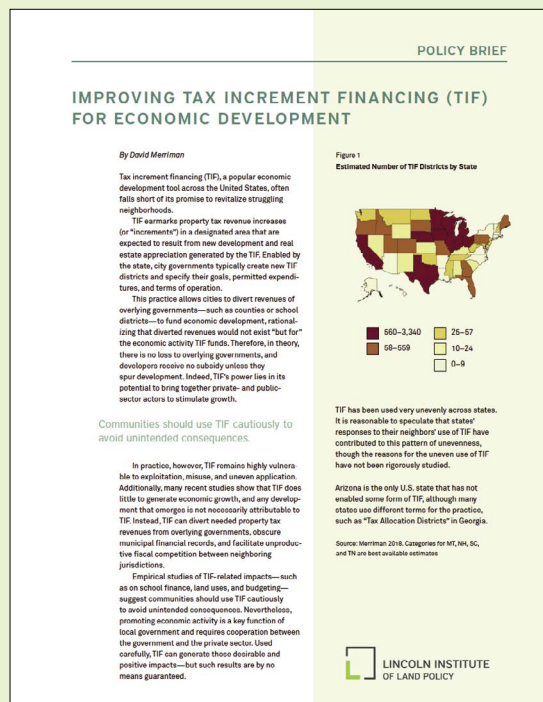 POLICY BRIEF
IMPROVING TAX INCREMENT FINANCING (TIF)
FOR ECONOMIC DEVELOPMENT
By David Merriman
Tax increment financing (TIF), a popular economic
development tool across the United States, often
falls short of its promise to revitalize struggling
neighborhoods.
TIF earmarks property tax revenue increases
(or "increments") in a designated area that are
expected to result from new development and real
estate appreciation generated by the TIF. Enabled by
the state, city governments typically create new TIF
districts and specify their goals, permitted expendi-
tures, and terms of operation.
This practice allows cities to divert revenues of
overlying governments—such as counties or school
districts—to fund economic development, rational-
izing that diverted revenues would not exist "but for"
the economic activity TIF funds. Therefore, in theory,
there is no loss to overlying governments, and
developers receive no subsidy unless they
spur development. Indeed, TIF's power lies in its
potential to bring together private- and public-
sector actors to stimulate growth.
Communities should use TIF cautiously to
avoid unintended consequences.
In practice, however, TIF remains highly vulnera-
ble to exploitation, misuse, and uneven application.
Additionally, many recent studies show that TIF does
little to generate economic growth, and any develop-
ment that emerges is not necessarily attributable to
TIF. Instead, TIF can divert needed property tax
revenues from overlying governments, obscure
municipal financial records, and facilitate unproduc-
tive fiscal competition between neighboring
jurisdictions.
Empirical studies of TIF-related impacts—such
as on school finance, land uses, and budgeting—
suggest communities should use TIF cautiously
to avoid unintended consequences. Nevertheless,
promoting economic activity is a key function of
local government and requires cooperation between
the government and the private sector. Used
carefully, TIF can generate those desirable and
positive impacts—but such results are by no
means guaranteed.
Figure 1
Estimated Number of TIF Districts by State
560–3,340
58–559
25–57
10–24
0–9
TIF has been used very unevenly across states.
It is reasonable to speculate that states'
responses to their neighbors' use of TIF have
contributed to this pattern of unevenness,
though the reasons for the uneven use of TIF
have not been rigorously studied.
Arizona is the only U.S. state that has not
enabled some form of TIF, although many
states use different terms for the practice,
such as "Tax Allocation Districts" in Georgia.
Source: Merriman 2018. Categories for MT, NH, SC,
and TN are best available estimates
LINCOLN INSTITUTE
OF LAND POLICY